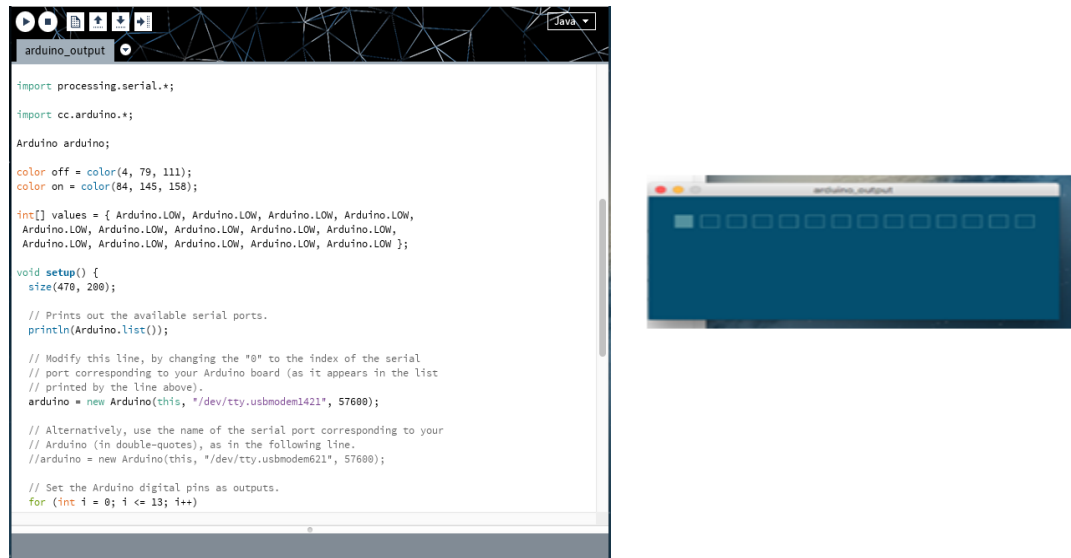 Java
arduino_output
import processing.serial.*;
import cc.arduino.*;
Arduino arduino;
color off = color(4, 79, 111);
color on = color(84, 145, 158);
int[] values = { Arduino.LOW, Arduino.LOW, Arduino.LOW, Arduino.LOW,
Arduino.LOW, Arduino.LOW, Arduino.LOW, Arduino.LOW, Arduino.LOW,
Arduino.LOW, Arduino.LOW, Arduino.LOW, Arduino.LOW, Arduino.LOW };
void setup() {
size(470, 200);
// Prints out the available serial ports.
println(Arduino.list());
// Modify this line, by changing the "0" to the index of the serial
// port corresponding to your Arduino board (as it appears in the list
// printed by the line above).
arduino = new Arduino(this, "/dev/tty.usbmodem1421", 57600);
// Alternatively, use the name of the serial port corresponding to your
// Arduino (in double-quotes), as in the following line.
//arduino = new Arduino(this, "/dev/tty.usbmodem621", 57600);
// Set the Arduino digital pins as outputs.
for (int i = 0; i <= 13; i++)
arduino_output